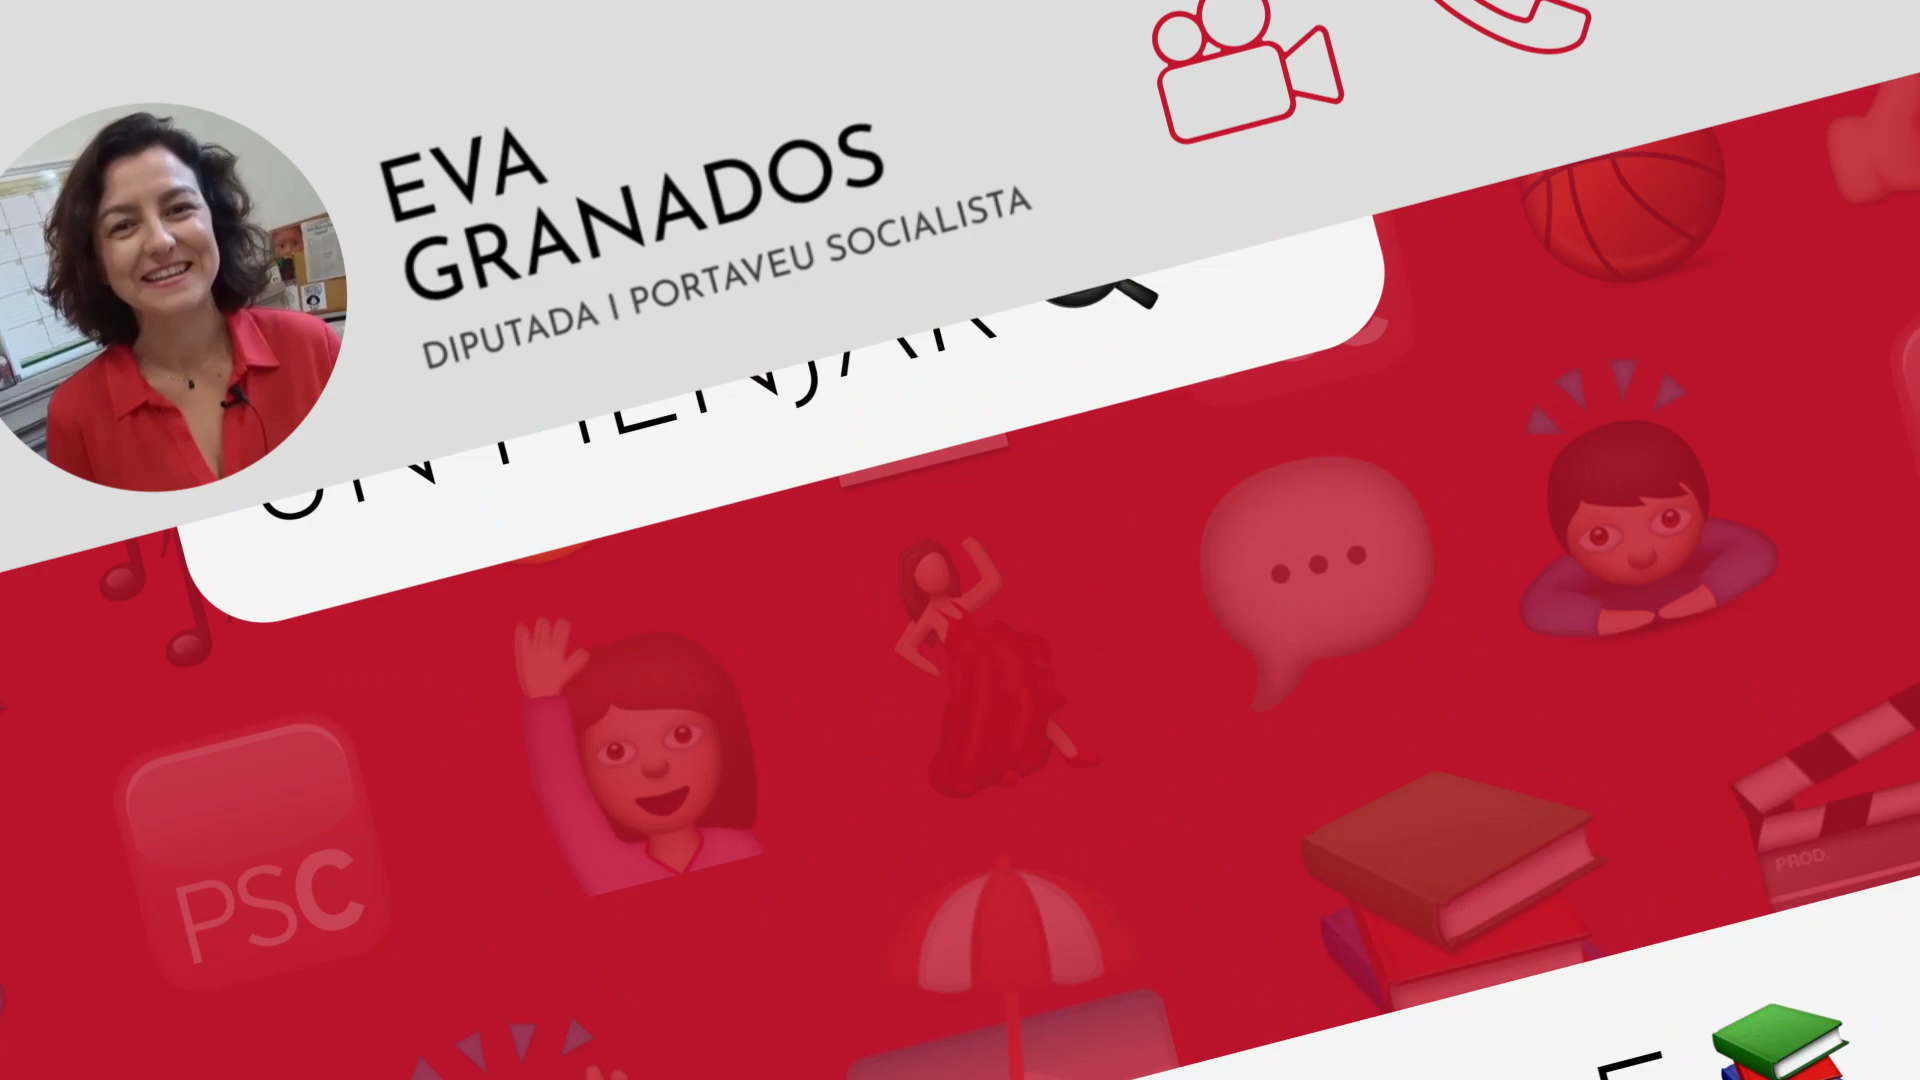 EVA
GRANADOS
DIPUTADA I PORTAVEU SOCIALISTA
PSC
PROD.